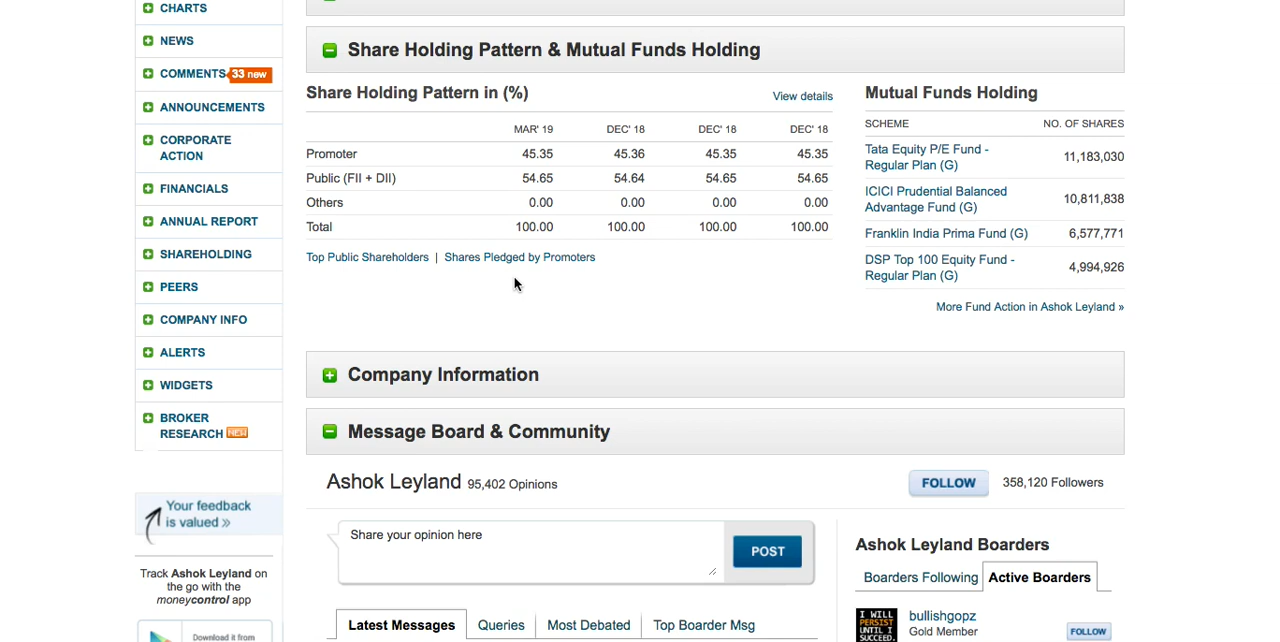 CHARTS
NEWS
COMMENTS 33 new
ANNOUNCEMENTS
CORPORATE
ACTION
FINANCIALS
ANNUAL REPORT
SHAREHOLDING
PEERS
COMPANY INFO
ALERTS
WIDGETS
BROKER
RESEARCH NEW
Your feedback
is valued »
Track Ashok Leyland on
the go with the
moneycontrol app
Download it from
Share Holding Pattern & Mutual Funds Holding
Share Holding Pattern in (%) View details
MAR' 19 DEC' 18 DEC' 18 DEC' 18
Promoter 45.35 45.36 45.35 45.35
Public (FII + DII) 54.65 54.64 54.65 54.65
Others 0.00 0.00 0.00 0.00
Total 100.00 100.00 100.00 100.00
Top Public Shareholders | Shares Pledged by Promoters
Mutual Funds Holding
SCHEME NO. OF SHARES
Tata Equity P/E Fund -
Regular Plan (G) 11,183,030
ICICI Prudential Balanced
Advantage Fund (G) 10,811,838
Franklin India Prima Fund (G) 6,577,771
DSP Top 100 Equity Fund -
Regular Plan (G) 4,994,926
More Fund Action in Ashok Leyland »
Company Information
Message Board & Community
Ashok Leyland 95,402 Opinions FOLLOW 358,120 Followers
Share your opinion here
POST
Latest Messages Queries Most Debated Top Boarder Msg
Ashok Leyland Boarders
Boarders Following Active Boarders
I WILL
PERSIST
UNTIL I
SUCCEED.
bullishgopz
Gold Member FOLLOW